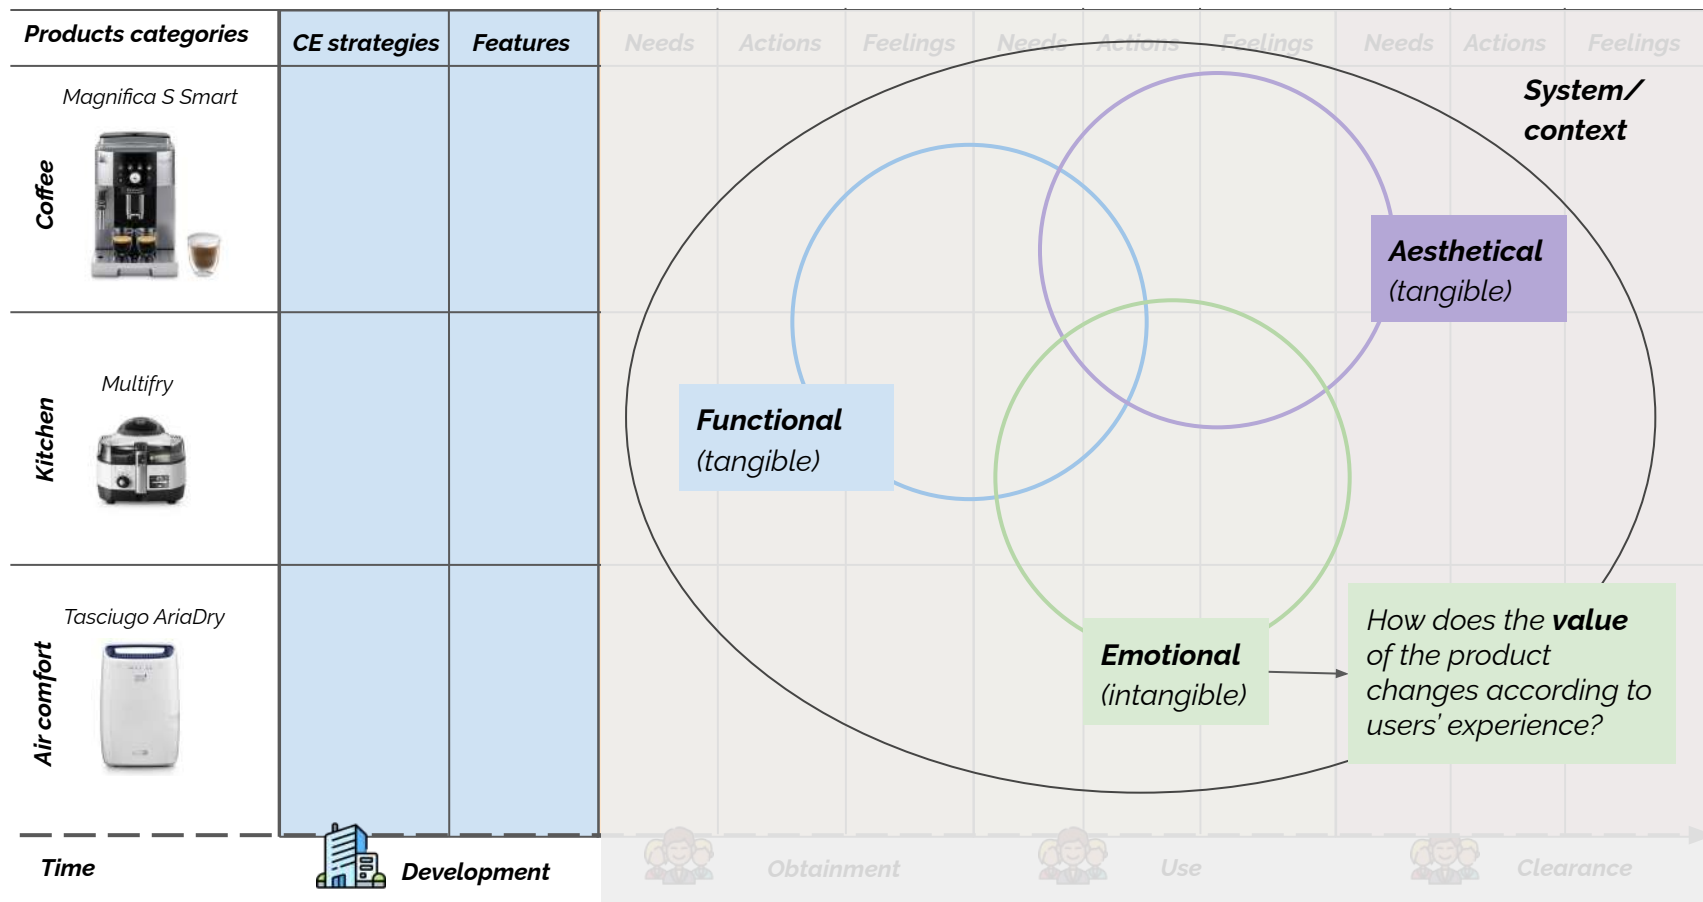 Products categories
CE strategies
Features
Needs
Actions
Feelings
Needs
Actions
Feelings
Needs
Actions
Feelings
Magnifica S Smart
Coffee
System/
context
Aesthetical
(tangible)
Multifry
Kitchen
Functional
(tangible)
Tasciugo AriaDry
Air comfort
Emotional
(intangible)
How does the value
of the product
changes according to
users’ experience?
Time
Development
Obtainment
Use
Clearance